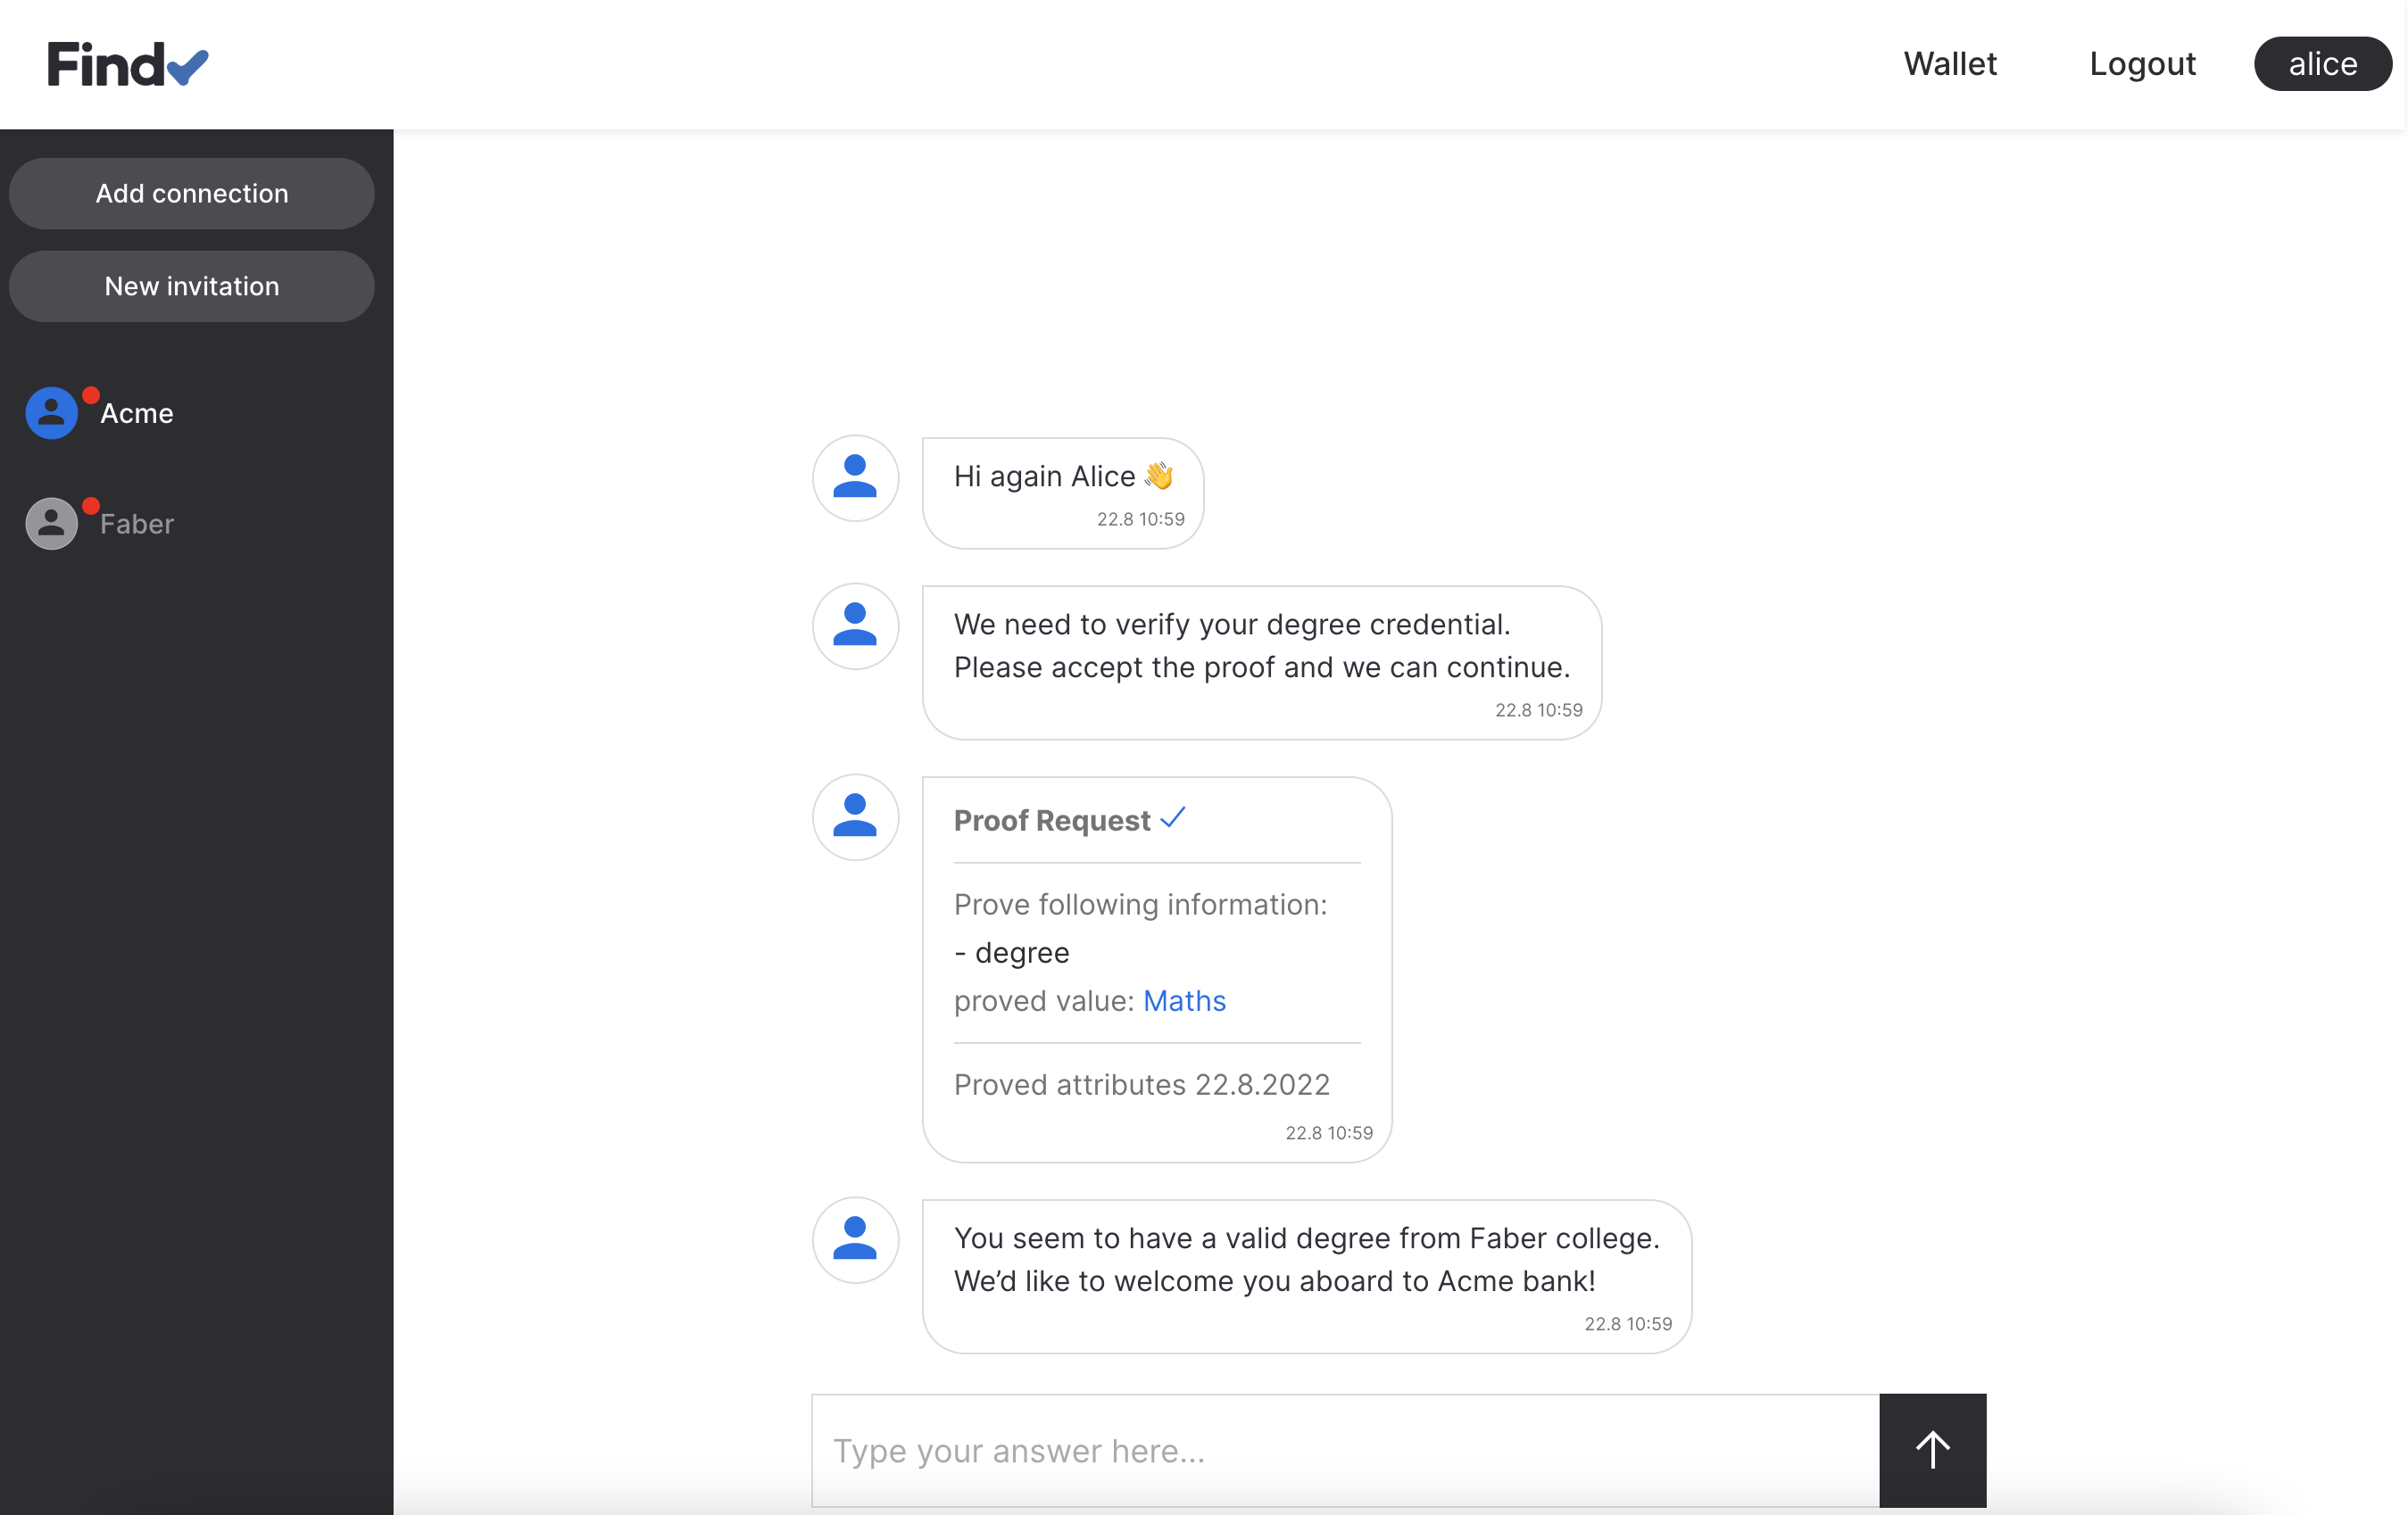 Find
Wallet
Logout
alice
Add connection
New invitation
Acme
Faber
Hi again Alice 👋
22.8 10:59
We need to verify your degree credential.
Please accept the proof and we can continue.
22.8 10:59
Proof Request
Prove following information:
- degree
proved value: Maths
Proved attributes 22.8.2022
22.8 10:59
You seem to have a valid degree from Faber college.
We’d like to welcome you aboard to Acme bank!
22.8 10:59
Type your answer here...